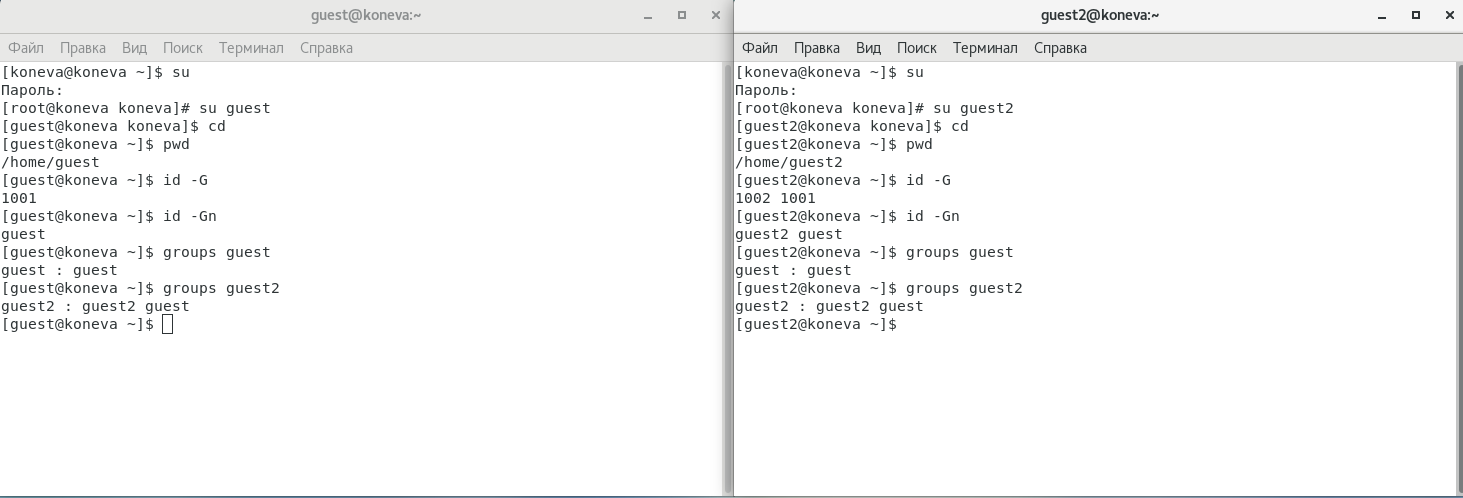 guest@koneva:~
Файл Правка Вид Поиск Терминал Справка
[koneva@koneva ~]$ su
Пароль:
[root@koneva koneva]# su guest
[guest@koneva koneva]$ cd
[guest@koneva ~]$ pwd
/home/guest
[guest@koneva ~]$ id -G
1001
[guest@koneva ~]$ id -Gn
guest
[guest@koneva ~]$ groups guest
guest : guest
[guest@koneva ~]$ groups guest2
guest2 : guest2 guest
[guest@koneva ~]$
guest2@koneva:~
Файл Правка Вид Поиск Терминал Справка
[koneva@koneva ~]$ su
Пароль:
[root@koneva koneva]# su guest2
[guest2@koneva koneva]$ cd
[guest2@koneva ~]$ pwd
/home/guest2
[guest2@koneva ~]$ id -G
1002 1001
[guest2@koneva ~]$ id -Gn
guest2 guest
[guest2@koneva ~]$ groups guest
guest : guest
[guest2@koneva ~]$ groups guest2
guest2 : guest2 guest
[guest2@koneva ~]$